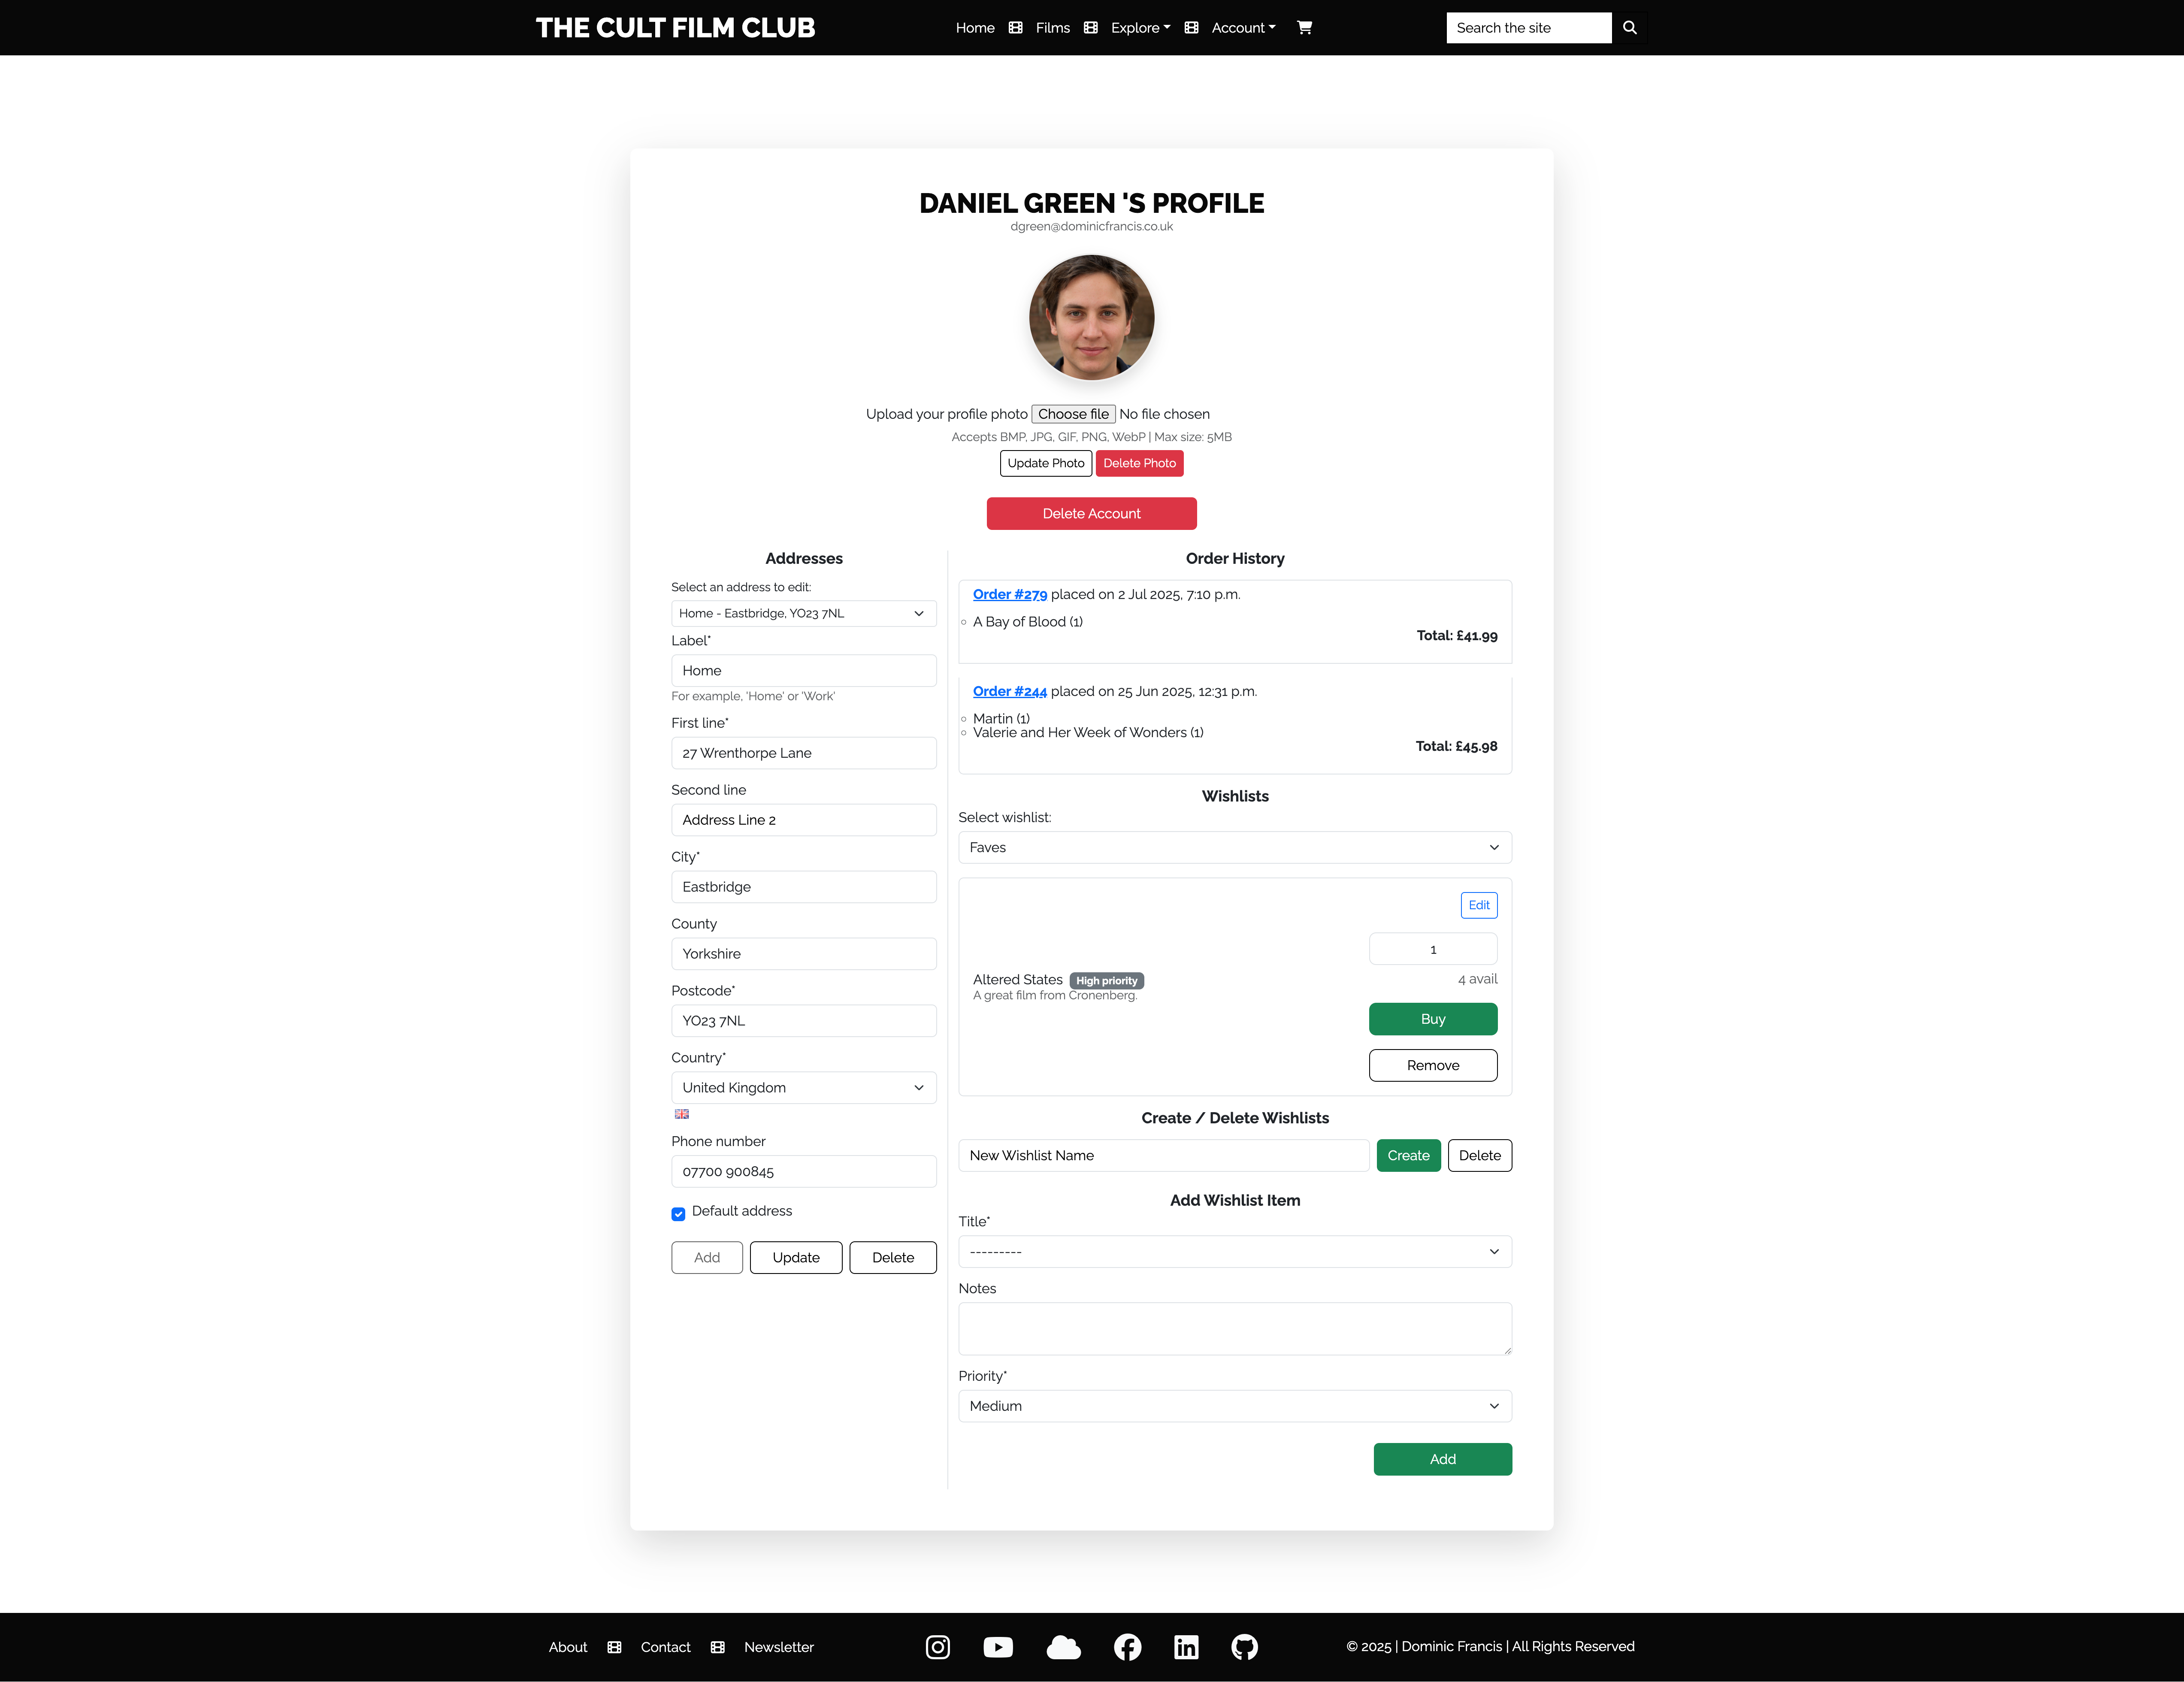 THE CULT FILM CLUB
Home Films Explore Account
Search the site
DANIEL GREEN 'S PROFILE
dgreen@dominicfrancis.co.uk
Upload your profile photo Choose file No file chosen
Accepts BMP, JPG, GIF, PNG, WebP | Max size: 5MB
Update Photo Delete Photo
Delete Account
Addresses
Select an address to edit:
Home - Eastbridge, YO23 7NL
Label*
Home
For example, 'Home' or 'Work'
First line*
27 Wrenthorpe Lane
Second line
Address Line 2
City*
Eastbridge
County
Yorkshire
Postcode*
YO23 7NL
Country*
United Kingdom
Phone number
07700 900845
Default address
Add Update Delete
Order History
Order #279 placed on 2 Jul 2025, 7:10 p.m.
A Bay of Blood (1)
Total: £41.99
Order #244 placed on 25 Jun 2025, 12:31 p.m.
Martin (1)
Valerie and Her Week of Wonders (1)
Total: £45.98
Wishlists
Select wishlist:
Faves
Edit
1
Altered States High priority
4 avail
A great film from Cronenberg.
Buy
Remove
Create / Delete Wishlists
New Wishlist Name Create Delete
Add Wishlist Item
Title*
---------
Notes
Priority*
Medium
Add
About Contact Newsletter
© 2025 | Dominic Francis | All Rights Reserved